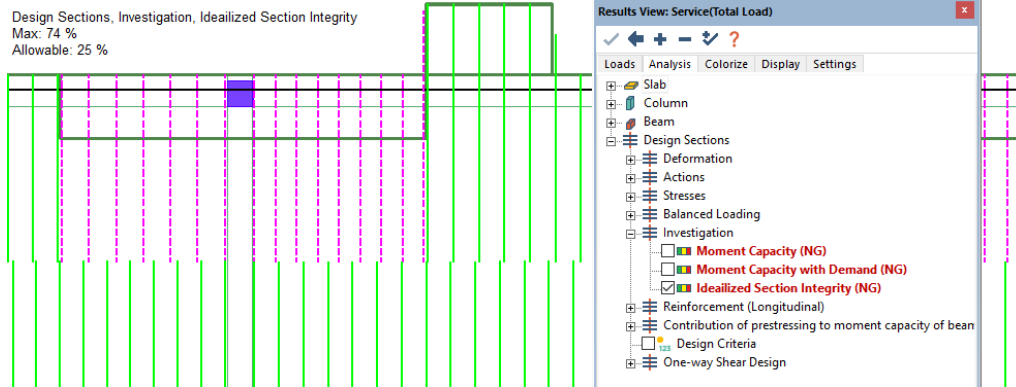 Design Sections, Investigation, Ideailized Section Integrity
Max: 74 %
Allowable: 25 %
Results View: Service(Total Load)
x
?
Loads Analysis Colorize Display Settings
Slab
Column
Beam
Design Sections
Deformation
Actions
Stresses
Balanced Loading
Investigation
Moment Capacity (NG)
Moment Capacity with Demand (NG)
Ideailized Section Integrity (NG)
Reinforcement (Longitudinal)
Contribution of prestressing to moment capacity of bean
123 Design Criteria
One-way Shear Design